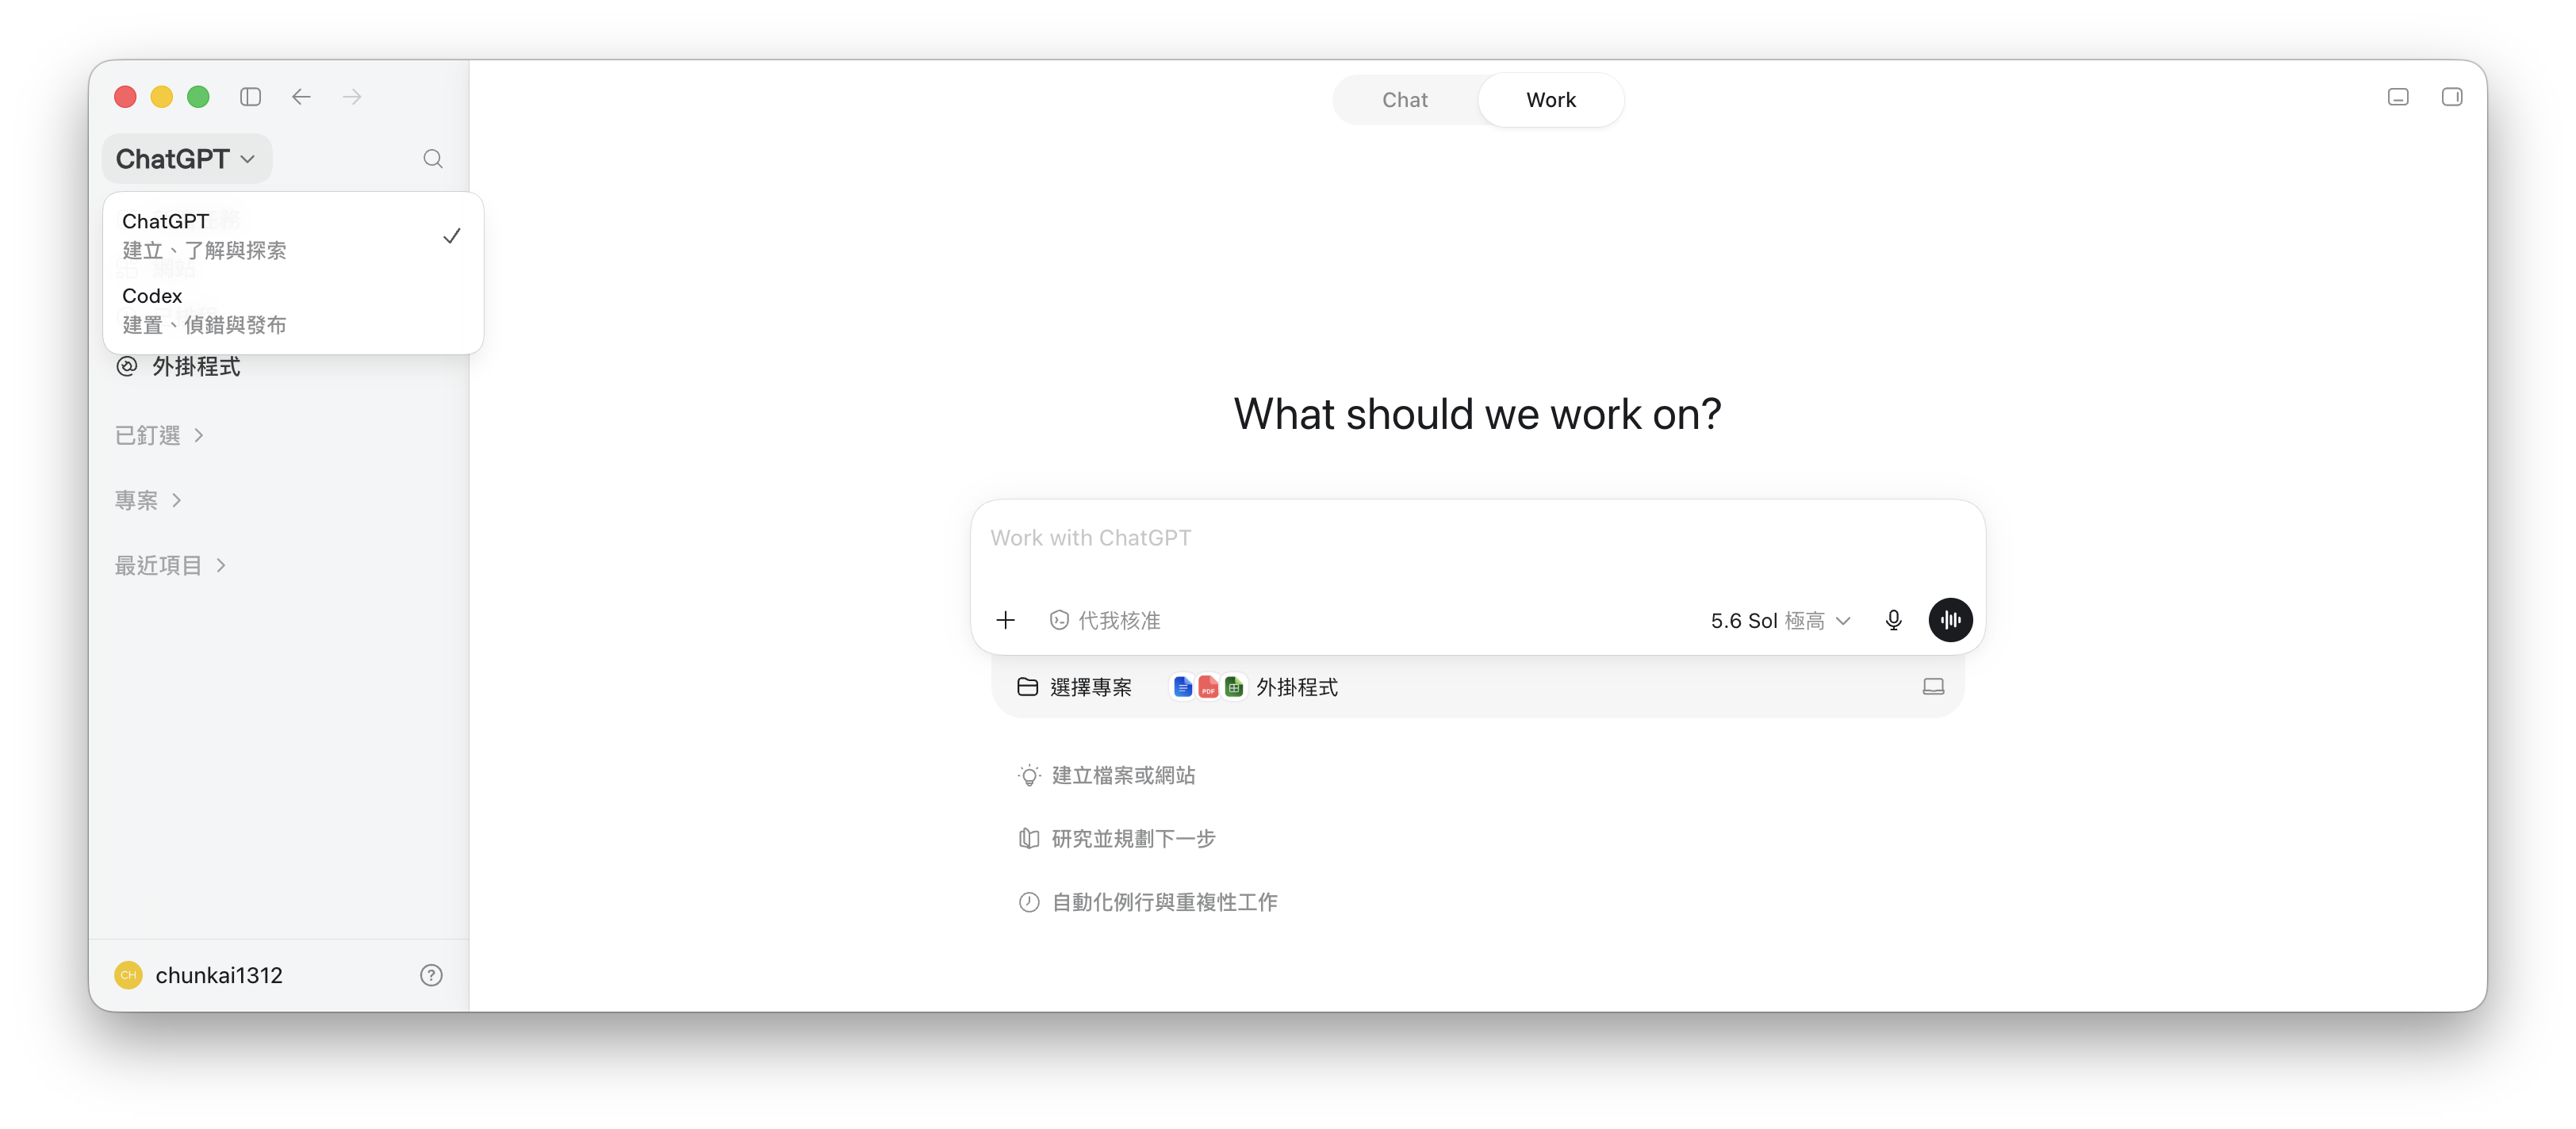 Chat
Work
ChatGPT
ChatGPT
建立、了解與探索
Codex
建置、偵錯與發布
外掛程式
已釘選
專案
最近項目
What should we work on?
Work with ChatGPT
代我核准
5.6 Sol 極高
選擇專案
PDF
外掛程式
建立檔案或網站
研究並規劃下一步
自動化例行與重複性工作
CH
chunkai1312